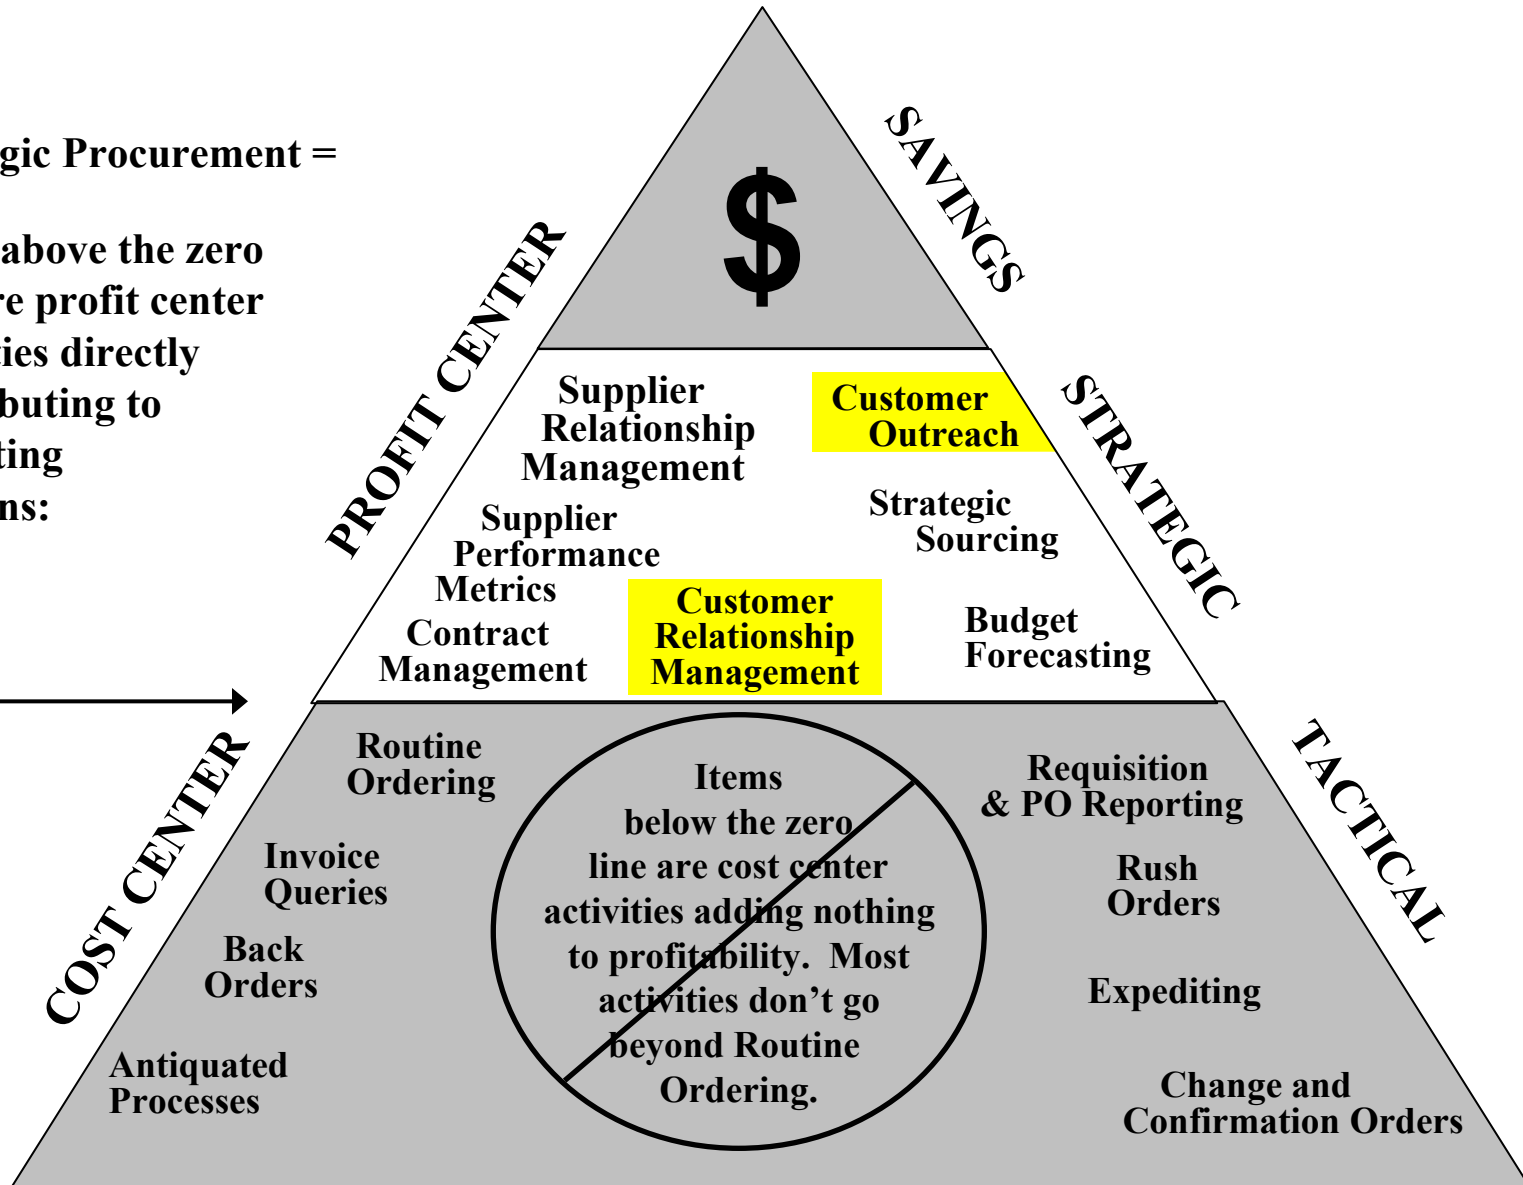 gic Procurement =
above the zero
re profit center
ties directly
buting to
ting
ns:
PROFIT CENTER
$
SAVINGS
Supplier
Relationship
Management
Customer
Outreach
STRATEGIC
Supplier
Performance
Metrics
Strategic
Sourcing
Contract
Management
Customer
Relationship
Management
Budget
Forecasting
COST CENTER
Routine
Ordering
Invoice
Queries
Back
Orders
Antiquated
Processes
Items
below the zero
line are cost center
activities adding nothing
to profitability.  Most
activities don’t go
beyond Routine
Ordering.
Requisition
& PO Reporting
Rush
Orders
Expediting
Change and
Confirmation Orders
TACTICAL